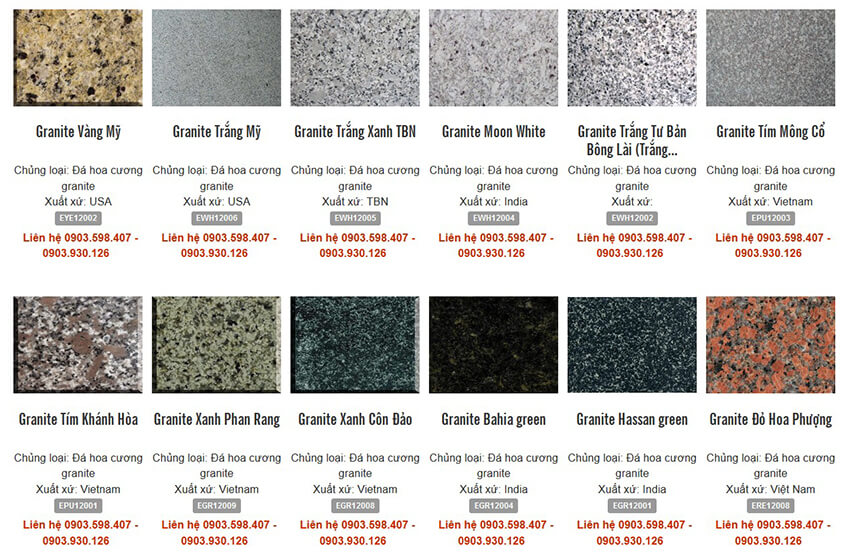 Granite Vàng Mỹ
Chủng loại: Đá hoa cương
granite
Xuất xứ: USA
EYE12002
Liên hệ 0903.598.407 -
0903.930.126
Granite Trắng Mỹ
Chủng loại: Đá hoa cương
granite
Xuất xứ: USA
EWH12006
Liên hệ 0903.598.407 -
0903.930.126
Granite Trắng Xanh TBN
Chủng loại: Đá hoa cương
granite
Xuất xứ: TBN
EWH12005
Liên hệ 0903.598.407 -
0903.930.126
Granite Moon White
Chủng loại: Đá hoa cương
granite
Xuất xứ: India
EWH12004
Liên hệ 0903.598.407 -
0903.930.126
Granite Trắng Tư Bản
Bông Lài (Trắng...
Chủng loại: Đá hoa cương
granite
Xuất xứ:
EWH12002
Liên hệ 0903.598.407 -
0903.930.126
Granite Tím Mông Cổ
Chủng loại: Đá hoa cương
granite
Xuất xứ: Vietnam
EPU12003
Liên hệ 0903.598.407 -
0903.930.126
Granite Tím Khánh Hòa
Chủng loại: Đá hoa cương
granite
Xuất xứ: Vietnam
EPU12001
Liên hệ 0903.598.407 -
0903.930.126
Granite Xanh Phan Rang
Chủng loại: Đá hoa cương
granite
Xuất xứ: Vietnam
EGR12009
Liên hệ 0903.598.407 -
0903.930.126
Granite Xanh Côn Đảo
Chủng loại: Đá hoa cương
granite
Xuất xứ: Vietnam
EGR12008
Liên hệ 0903.598.407 -
0903.930.126
Granite Bahia green
Chủng loại: Đá hoa cương
granite
Xuất xứ: India
EGR12004
Liên hệ 0903.598.407 -
0903.930.126
Granite Hassan green
Chủng loại: Đá hoa cương
granite
Xuất xứ: India
EGR12001
Liên hệ 0903.598.407 -
0903.930.126
Granite Đỏ Hoa Phượng
Chủng loại: Đá hoa cương
granite
Xuất xứ: Việt Nam
ERE12008
Liên hệ 0903.598.407 -
0903.930.126